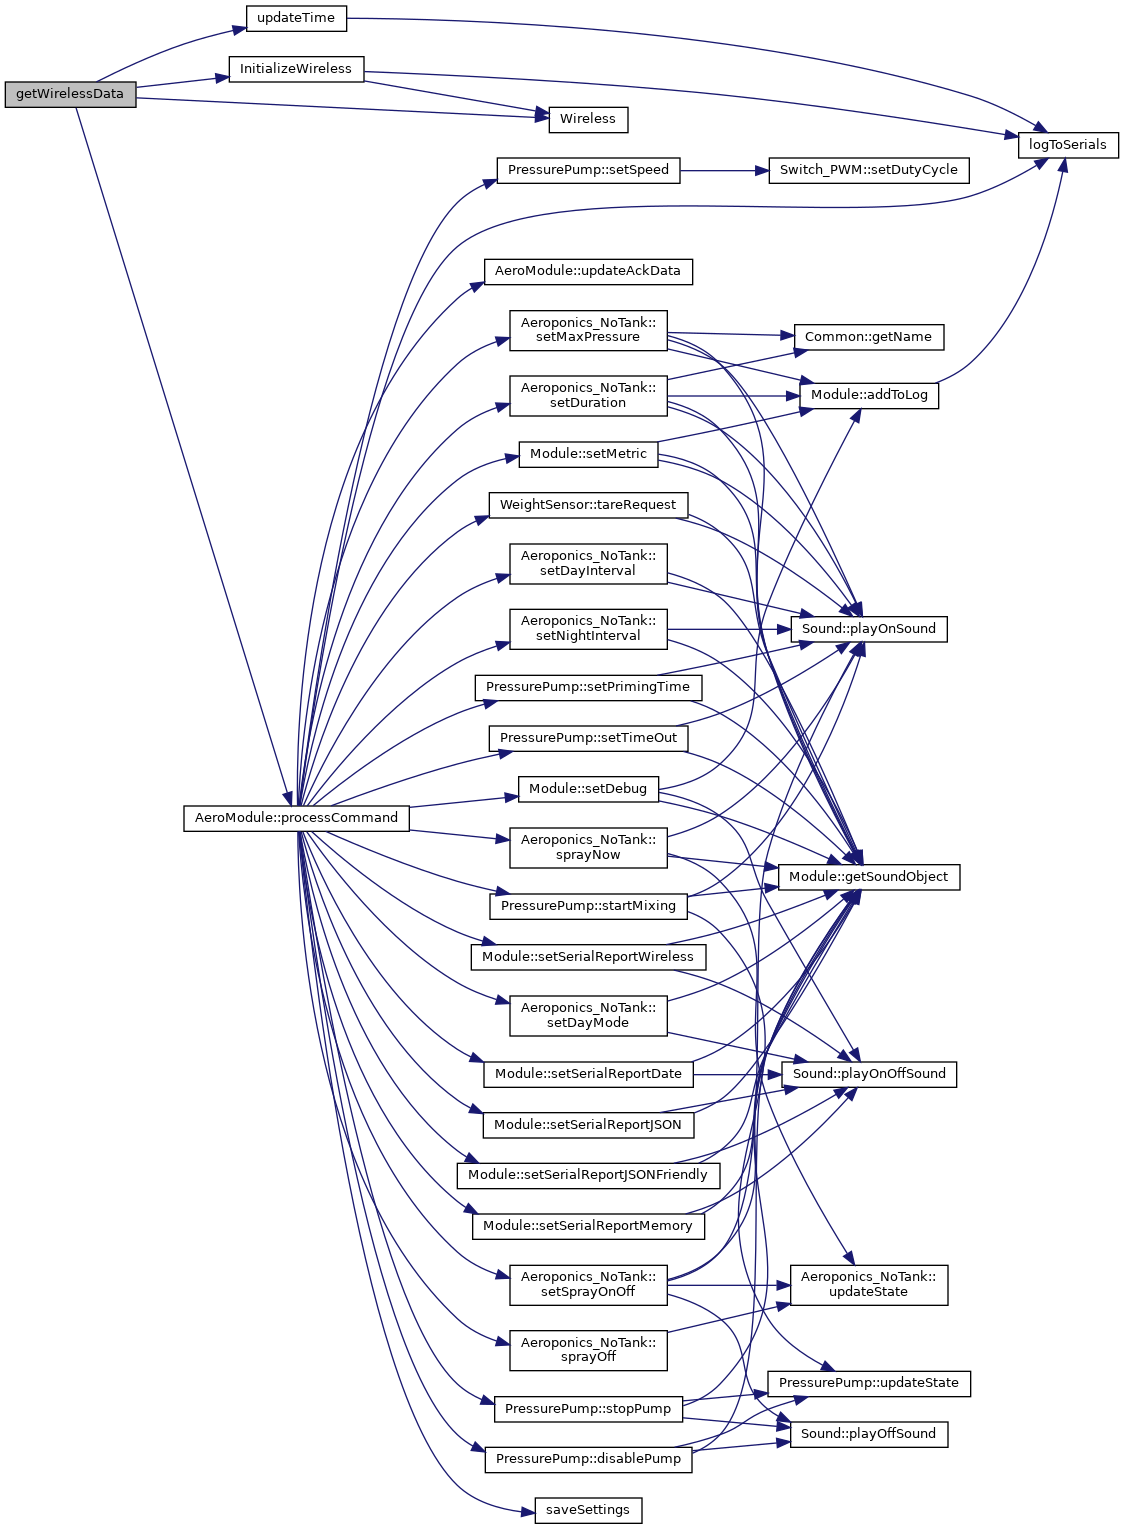 updateTime
InitializeWireless
getWirelessData
Wireless
logToSerials
PressurePump::setSpeed
Switch_PWM::setDutyCycle
AeroModule::updateAckData
Aeroponics_NoTank::
setMaxPressure
Common::getName
Aeroponics_NoTank::
setDuration
Module::addToLog
Module::setMetric
WeightSensor::tareRequest
Aeroponics_NoTank::
setDayInterval
Aeroponics_NoTank::
setNightInterval
Sound::playOnSound
PressurePump::setPrimingTime
PressurePump::setTimeOut
Module::setDebug
AeroModule::processCommand
Aeroponics_NoTank::
sprayNow
Module::getSoundObject
PressurePump::startMixing
Module::setSerialReportWireless
Aeroponics_NoTank::
setDayMode
Module::setSerialReportDate
Sound::playOnOffSound
Module::setSerialReportJSON
Module::setSerialReportJSONFriendly
Module::setSerialReportMemory
Aeroponics_NoTank::
setSprayOnOff
Aeroponics_NoTank::
updateState
Aeroponics_NoTank::
sprayOff
PressurePump::updateState
PressurePump::stopPump
Sound::playOffSound
PressurePump::disablePump
saveSettings